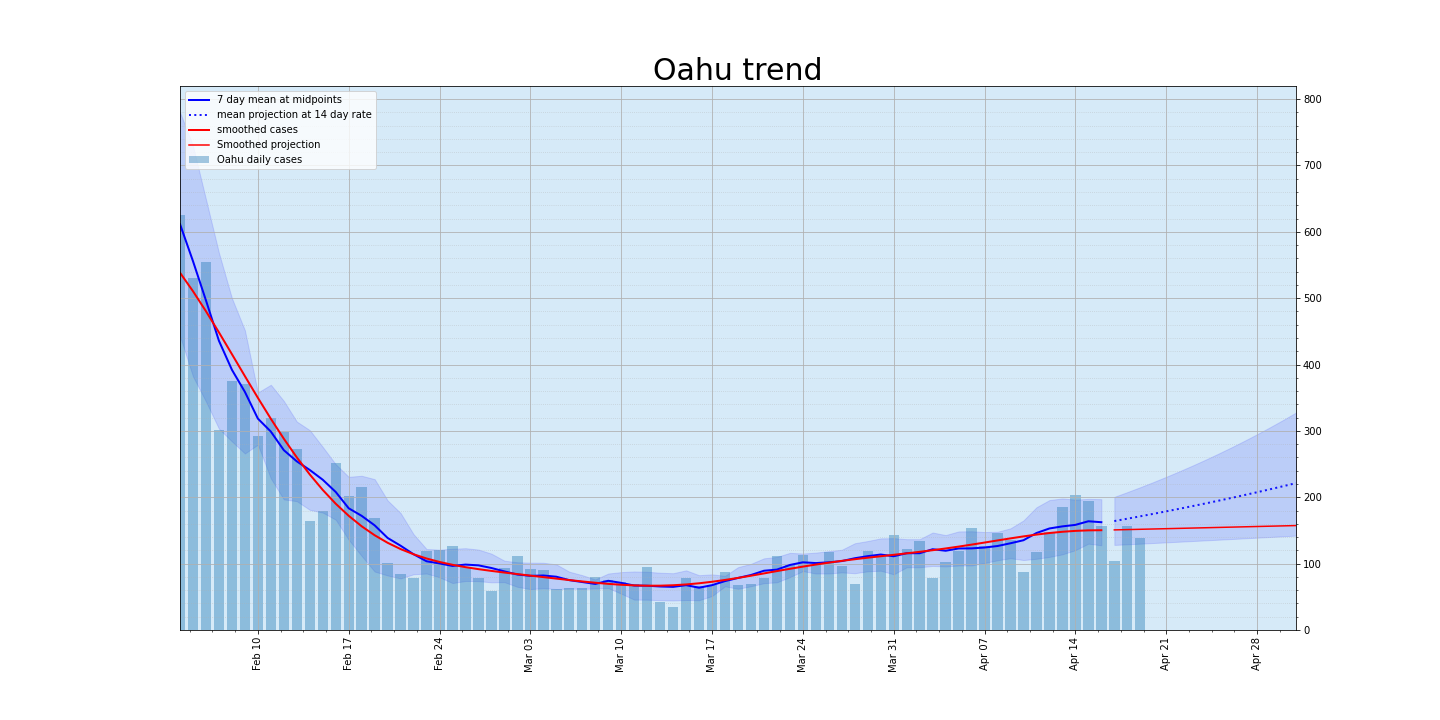 Oahu trend
7 day mean at midpoints
mean projection at 14 day rate
smoothed cases
Smoothed projection
Oahu daily cases
800
700
600
500
400
300
200
100
0
Feb 10
Feb 17
Feb 24
Mar 03
Mar 10
Mar 17
Mar 24
Mar 31
Apr 07
Apr 14
Apr 21
Apr 28